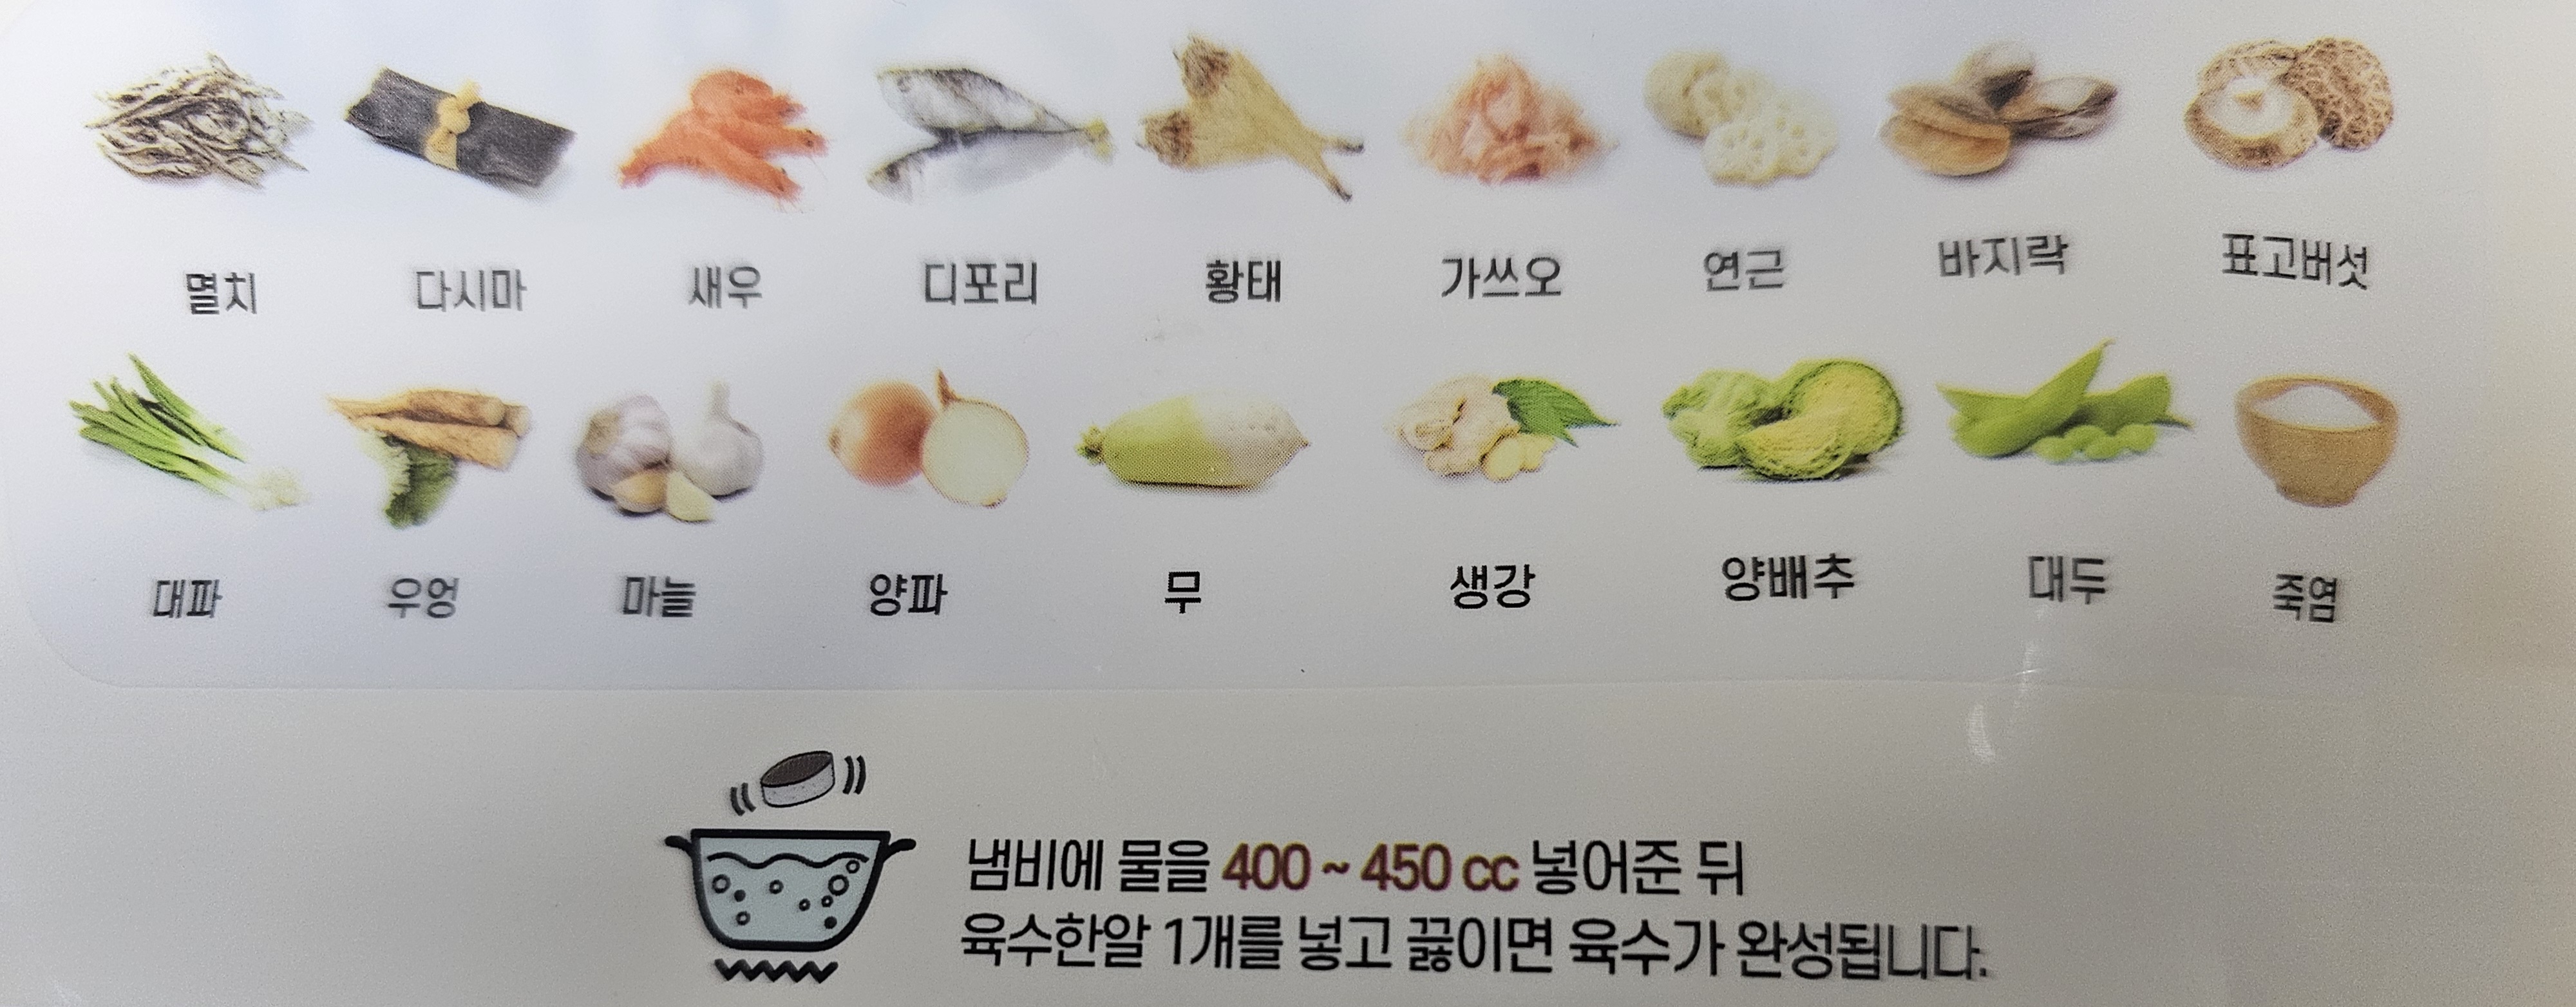 멸치 다시마 새우 디포리 황태 가쓰오 연근 바지락 표고버섯
대파 우엉 마늘 양파 무 생강 양배추 대두 죽염
냄비에 물을 400 ~ 450 cc 넣어준 뒤
육수한알 1개를 넣고 끓이면 육수가 완성됩니다.